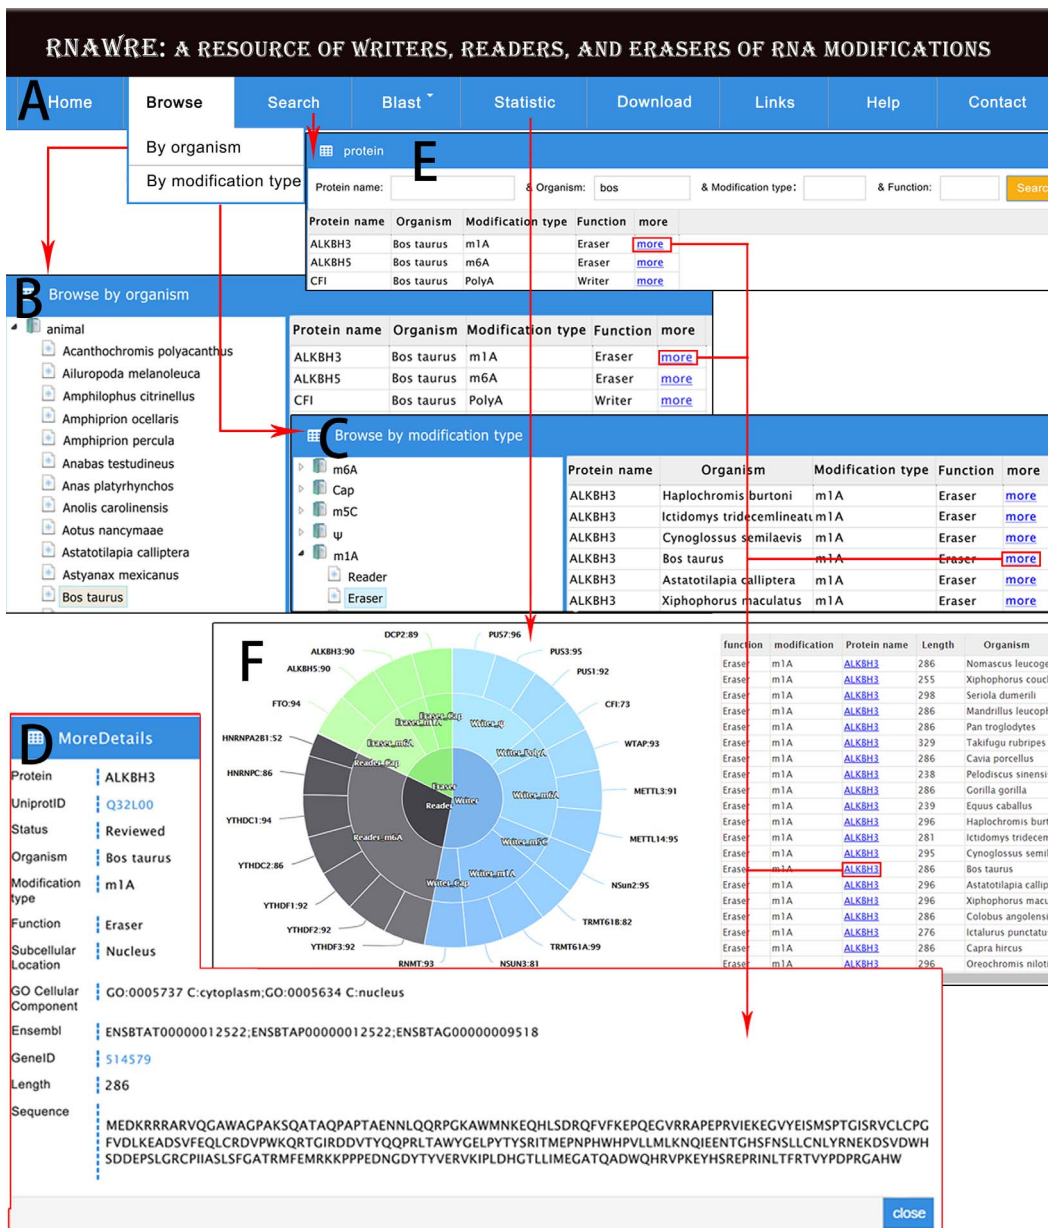 RNAWRE: A RESOURCE OF WRITERS, READERS, AND ERASERS OF RNA MODIFICATIONS
A Home Browse Search Blast Statistic Download Links Help Contact
By organism
By modification type
protein E
Protein name: & Organism: bos & Modification type: & Function: Searc
Protein name Organism Modification type Function more
ALKBH3 Bos taurus m1A Eraser more
ALKBH5 Bos taurus m6A Eraser more
CFI Bos taurus PolyA Writer more
B Browse by organism
animal
Acanthochromis polyacanthus
Ailuropoda melanoleuca
Amphilophus citrinellus
Amphiprion ocellaris
Amphiprion percula
Anabas testudineus
Anas platyrhynchos
Anolis carolinensis
Aotus nancymaae
Astatotilapia calliptera
Astyanax mexicanus
Bos taurus
Protein name Organism Modification type Function more
ALKBH3 Bos taurus m1A Eraser more
ALKBH5 Bos taurus m6A Eraser more
CFI Bos taurus PolyA Writer more
C Browse by modification type
m6A
Cap
m5C
ψ
m1A
Reader
Eraser
Protein name Organism Modification type Function more
ALKBH3 Haplochromis burtoni m1A Eraser more
ALKBH3 Ictidomys tridecemlineatu m1A Eraser more
ALKBH3 Cynoglossus semilaevis m1A Eraser more
ALKBH3 Bos taurus m1A Eraser more
ALKBH3 Astatotilapia calliptera m1A Eraser more
ALKBH3 Xiphophorus maculatus m1A Eraser more
F
DCP2:89
PUS7:96
ALKBH3:90
PUS3:95
ALKBH5:90
PUS1:92
FTO:94
CFI:73
HNRNPA2B1:52
WTAP:93
HNRNPC:86
METTL3:91
YTHDC1:94
METTL14:95
YTHDC2:86
NSun2:95
YTHDF1:92
TRMT61B:82
YTHDF2:92
TRMT61A:99
YTHDF3:92
RNMT:93
NSUN3:81
Eraser_Cap
Eraser_m1A
Eraser_m6A
Reader_Cap
Reader_m6A
Writer_ψ
Writer_PolyA
Writer_m6A
Writer_m5C
Writer_m1A
Writer_Cap
Eraser
Reader
Writer
function modification Protein name Length Organism
Eraser m1A ALKBH3 286 Nomascus leucoge
Eraser m1A ALKBH3 255 Xiphophorus couch
Eraser m1A ALKBH3 298 Seriola dumerili
Eraser m1A ALKBH3 286 Mandrillus leucoph
Eraser m1A ALKBH3 286 Pan troglodytes
Eraser m1A ALKBH3 329 Takifugu rubripes
Eraser m1A ALKBH3 286 Cavia porcellus
Eraser m1A ALKBH3 238 Pelodiscus sinensi
Eraser m1A ALKBH3 286 Gorilla gorilla
Eraser m1A ALKBH3 239 Equus caballus
Eraser m1A ALKBH3 296 Haplochromis burt
Eraser m1A ALKBH3 281 Ictidomys tridecem
Eraser m1A ALKBH3 295 Cynoglossus semil
Eraser m1A ALKBH3 286 Bos taurus
Eraser m1A ALKBH3 296 Astatotilapia callip
Eraser m1A ALKBH3 296 Xiphophorus macu
Eraser m1A ALKBH3 286 Colobus angolensi
Eraser m1A ALKBH3 276 Ictalurus punctatu
Eraser m1A ALKBH3 286 Capra hircus
Eraser m1A ALKBH3 296 Oreochromis niloti
D MoreDetails
Protein ALKBH3
UniprotID Q32L00
Status Reviewed
Organism Bos taurus
Modification
type m1A
Function Eraser
Subcellular
Location Nucleus
GO Cellular
Component GO:0005737 C:cytoplasm;GO:0005634 C:nucleus
Ensembl ENSBTAT00000012522;ENSBTAP00000012522;ENSBTAG00000009518
GeneID 514579
Length 286
Sequence
MEDKRRRARVQGAWAGPAKSQATAQPAPTAENNLQQRPGKAWMNKEQHLSDRQFVFKEPQEGVRRAPEPRVIEKEGVYEISMSPTGISRVCLCPG
FVDLKEADSVFEQLCRDVPWKQRTGIRDDVTYQQPRLTAWYGELPYTYSRITMEPNPHWHPVLLMLKNQIEENTGHSFNSLLCNLYRNEKDSVDWH
SDDEPSLGRCPIIASLSFGATRMFEMRKKPPPEDNGDYTYVERVKIPLDHGTLLIMEGATQADWQHRVPKEYHSREPRINLTFRTVYPDPRGAHW
close